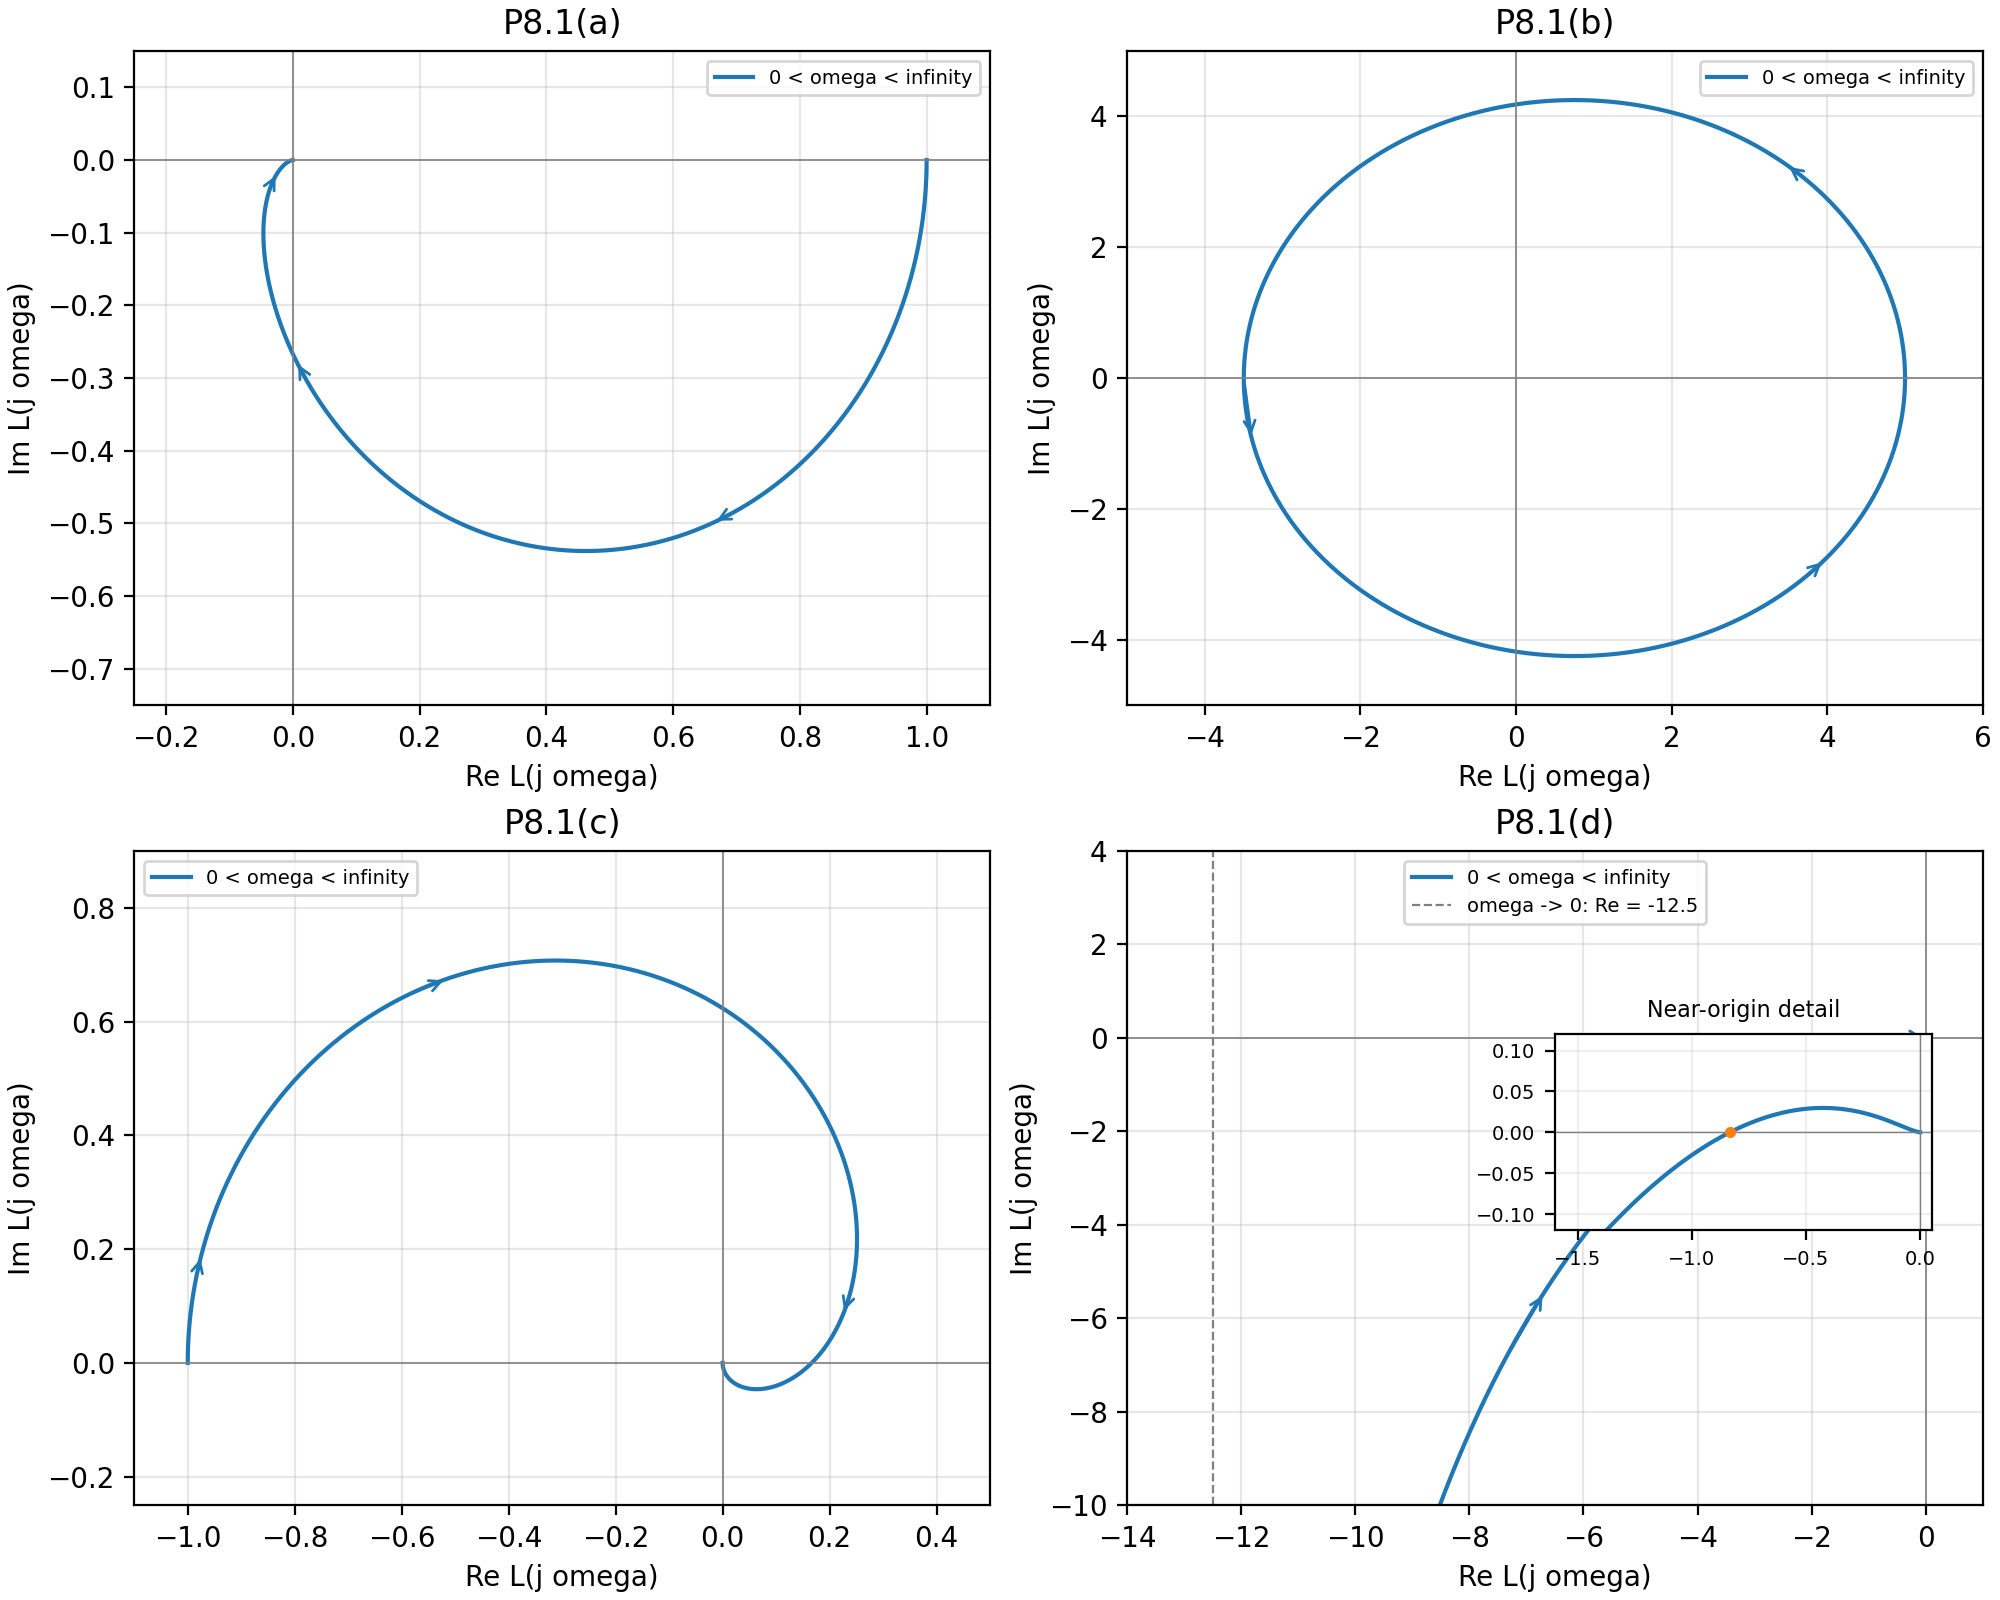 P8.1(a)
0 < omega < infinity
0.1
0.0
−0.1
−0.2
−0.3
−0.4
−0.5
−0.6
−0.7
Im L(j omega)
−0.2 0.0 0.2 0.4 0.6 0.8 1.0
Re L(j omega)
P8.1(b)
0 < omega < infinity
4
2
0
−2
−4
Im L(j omega)
−4 −2 0 2 4 6
Re L(j omega)
P8.1(c)
0 < omega < infinity
0.8
0.6
0.4
0.2
0.0
−0.2
Im L(j omega)
−1.0 −0.8 −0.6 −0.4 −0.2 0.0 0.2 0.4
Re L(j omega)
P8.1(d)
0 < omega < infinity
omega -> 0: Re = -12.5
4
2
0
−2
−4
−6
−8
−10
Im L(j omega)
Near-origin detail
0.10
0.05
0.00
−0.05
−0.10
−1.5 −1.0 −0.5 0.0
−14 −12 −10 −8 −6 −4 −2 0
Re L(j omega)